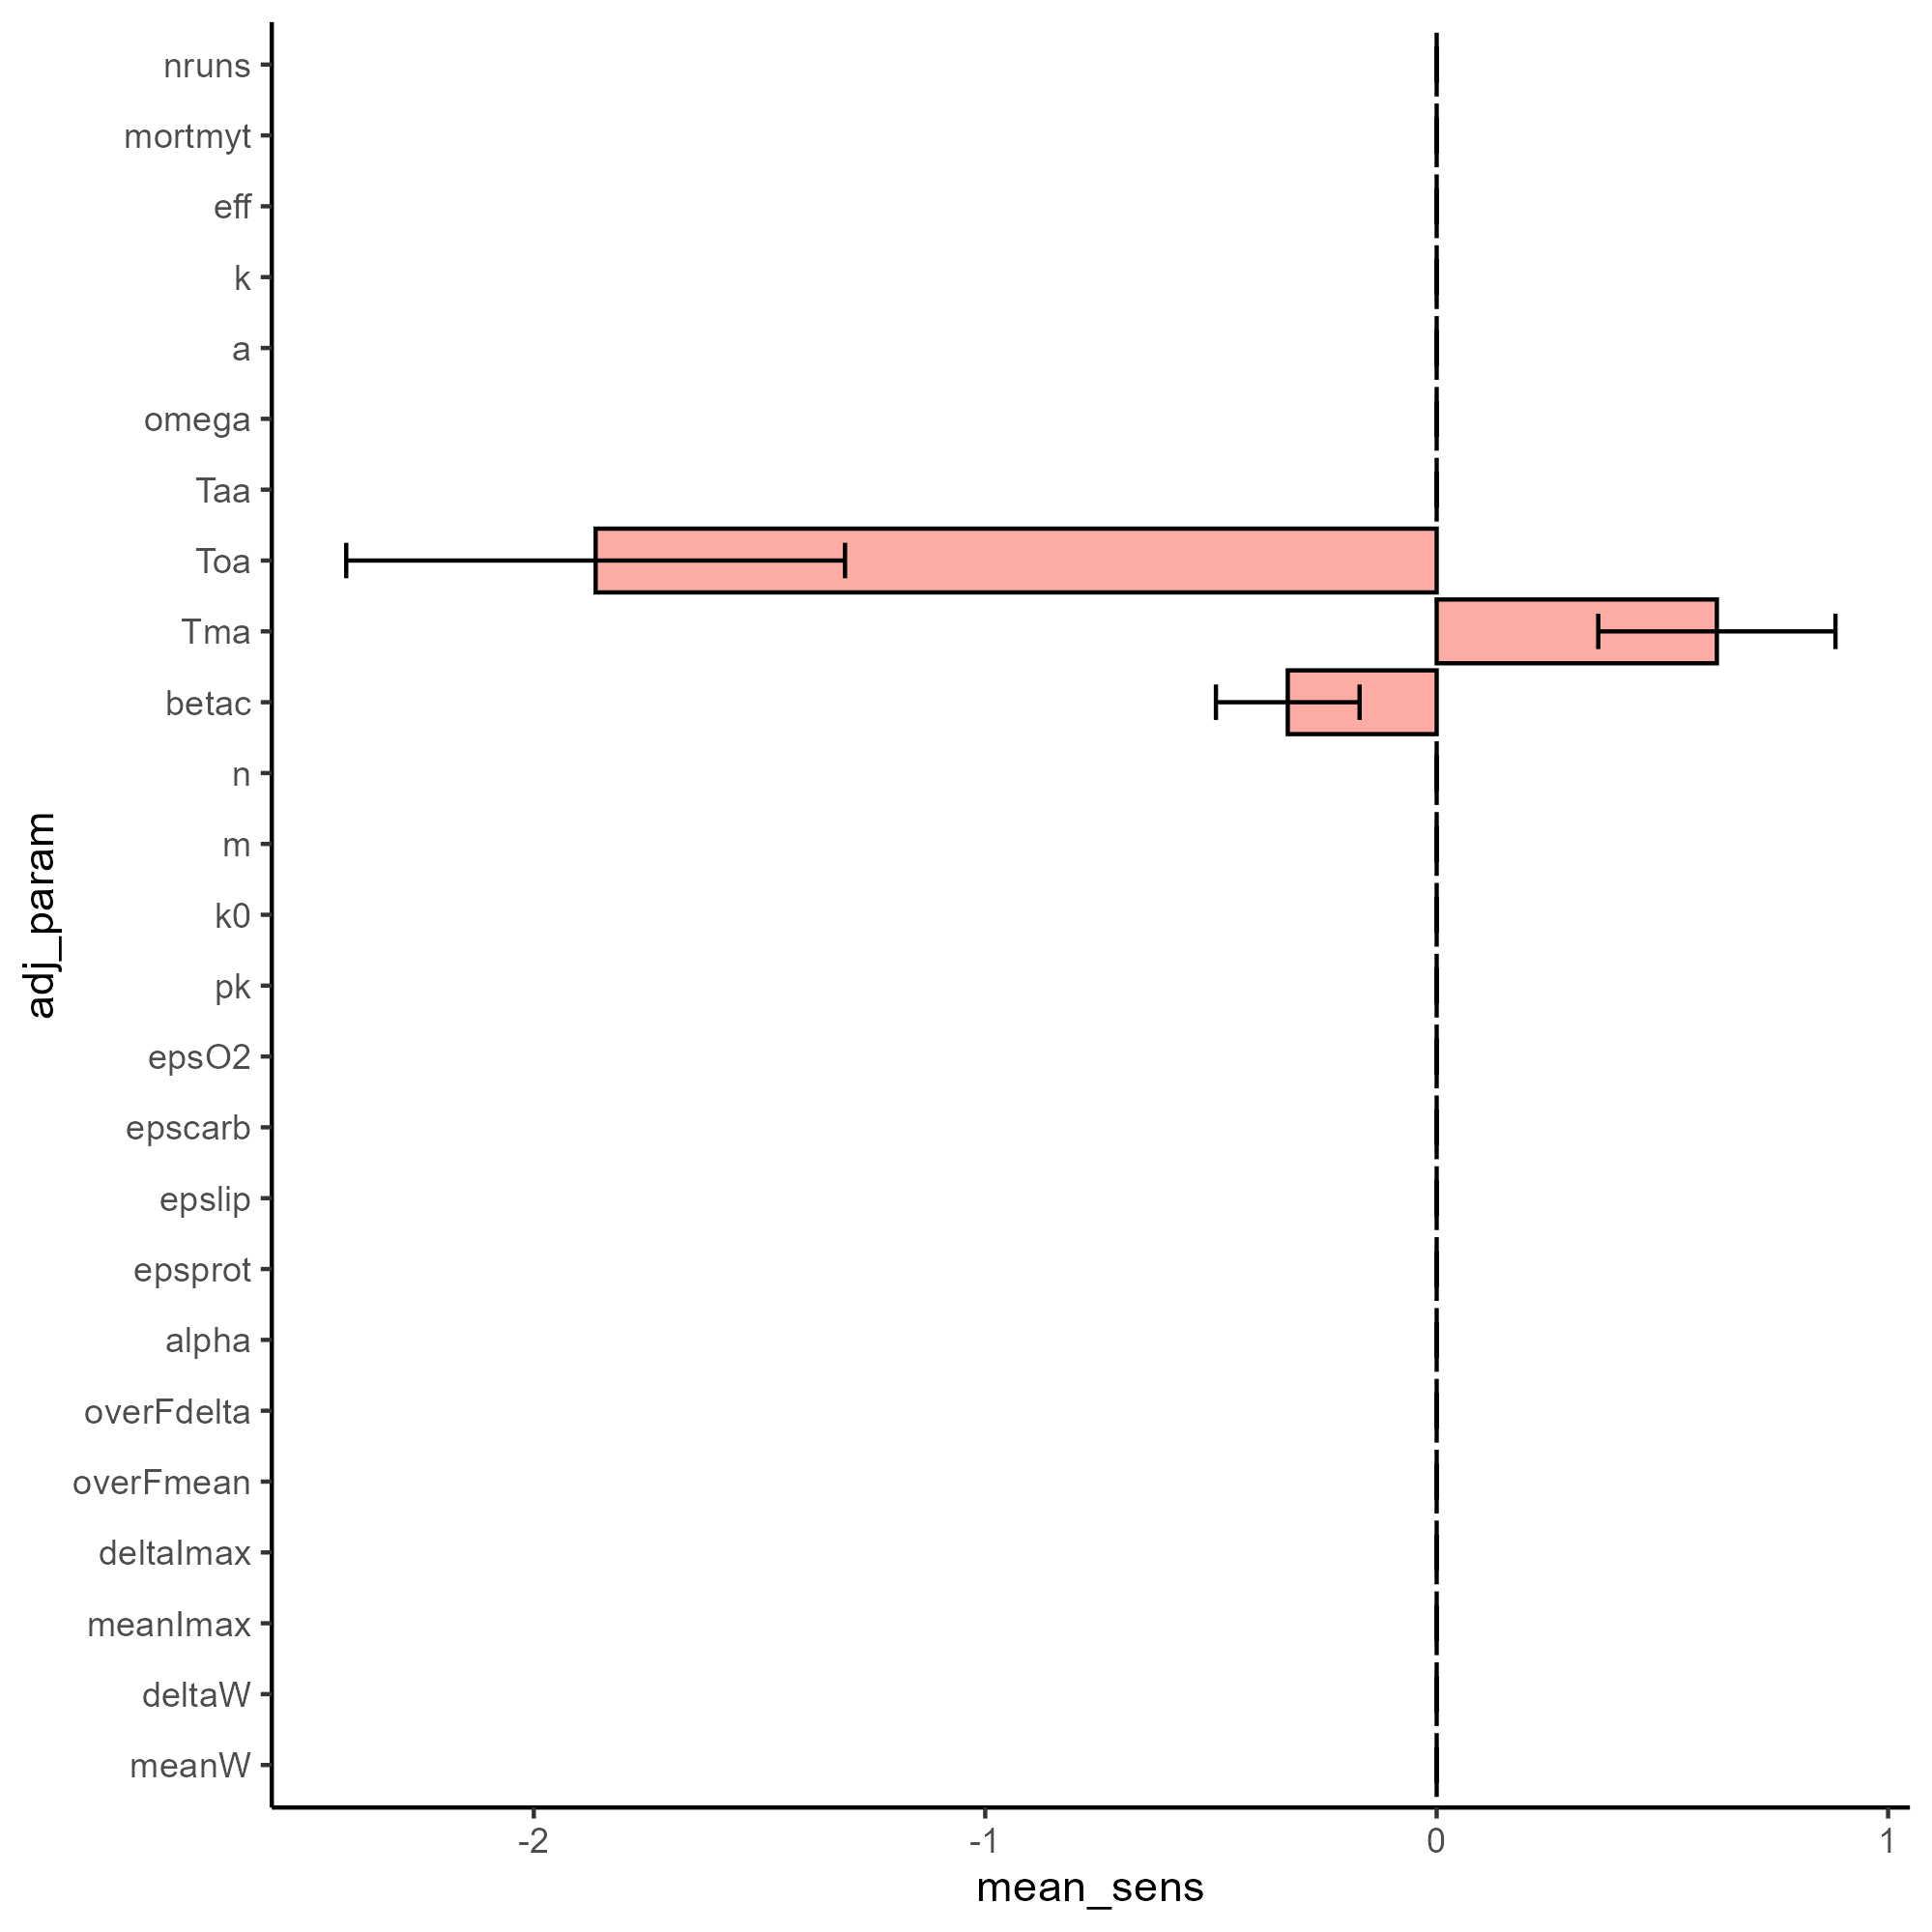 nruns
mortmyt
eff
k
a
omega
Taa
Toa
Tma
betac
n
m
k0
pk
epsO2
epscarb
epslip
epsprot
alpha
overFdelta
overFmean
deltaImax
meanImax
deltaW
meanW
adj_param
-2 -1 0 1
mean_sens